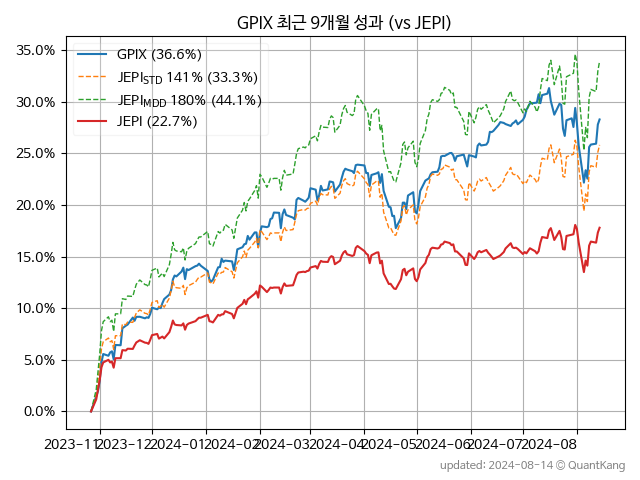 GPIX 최근 9개월 성과 (vs JEPI)
35.0%
30.0%
25.0%
20.0%
15.0%
10.0%
5.0%
0.0%
GPIX (36.6%)
JEPI_STD 141% (33.3%)
JEPI_MDD 180% (44.1%)
JEPI (22.7%)
2023-11 2023-12 2024-01 2024-02 2024-03 2024-04 2024-05 2024-06 2024-07 2024-08
updated: 2024-08-14 © QuantKang